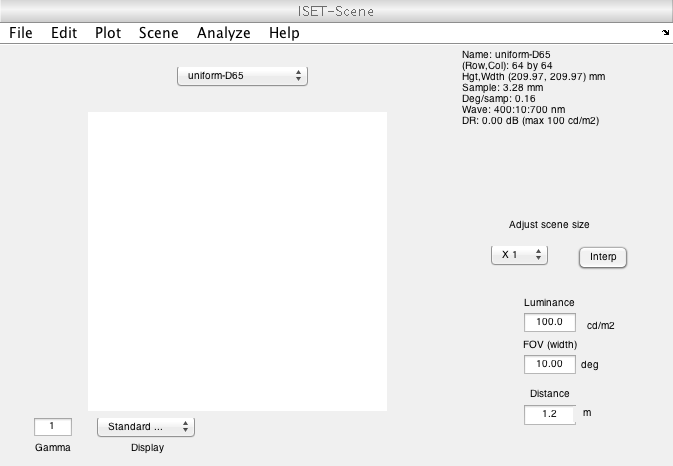 ISET-Scene
File Edit Plot Scene Analyze Help
uniform-D65
Name: uniform-D65
(Row,Col): 64 by 64
Hgt,Wdth (209.97, 209.97) mm
Sample: 3.28 mm
Deg/samp: 0.16
Wave: 400:10:700 nm
DR: 0.00 dB (max 100 cd/m2)
Adjust scene size
X 1 Interp
Luminance
100.0 cd/m2
FOV (width)
10.00 deg
Distance
1.2 m
1 Standard ...
Gamma Display